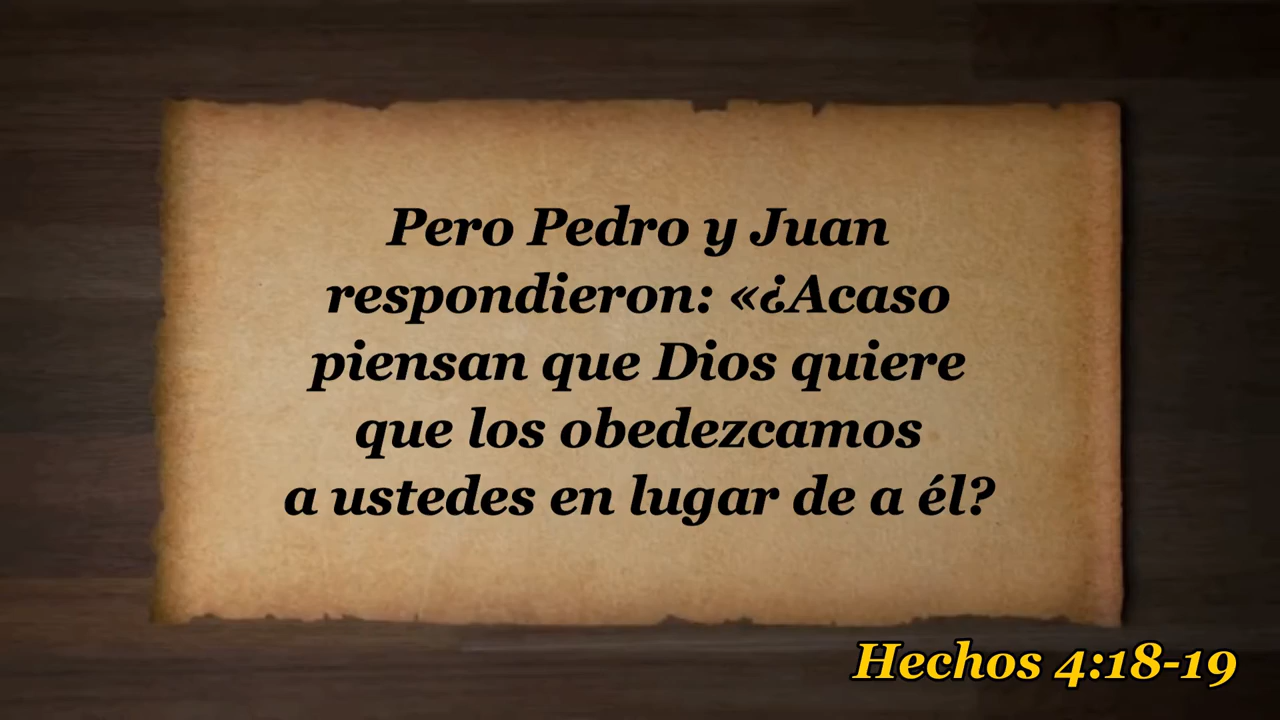 Pero Pedro y Juan
respondieron: «¿Acaso
piensan que Dios quiere
que los obedezcamos
a ustedes en lugar de a él?
Hechos 4:18-19